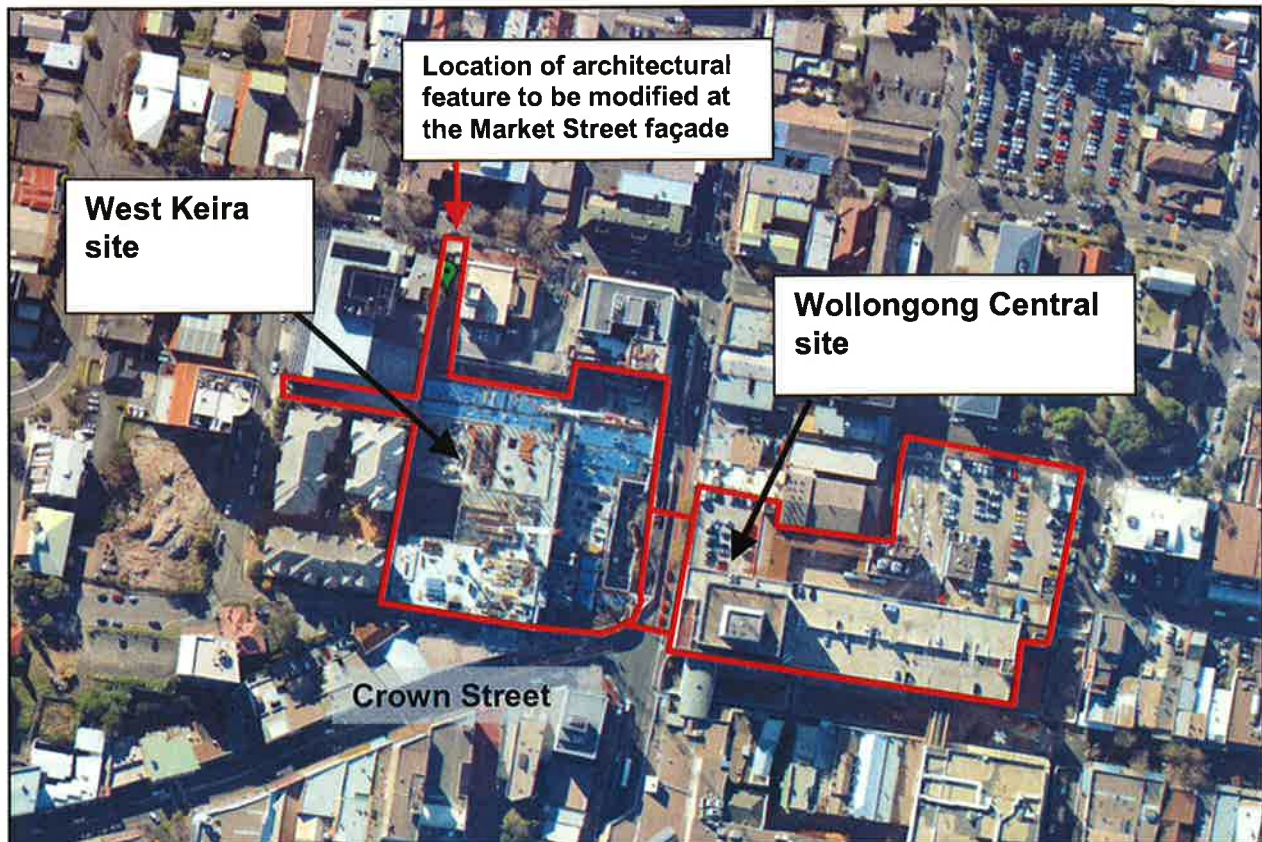 Location of architectural
feature to be modified at
the Market Street façade
West Keira
site
Wollongong Central
site
Crown Street